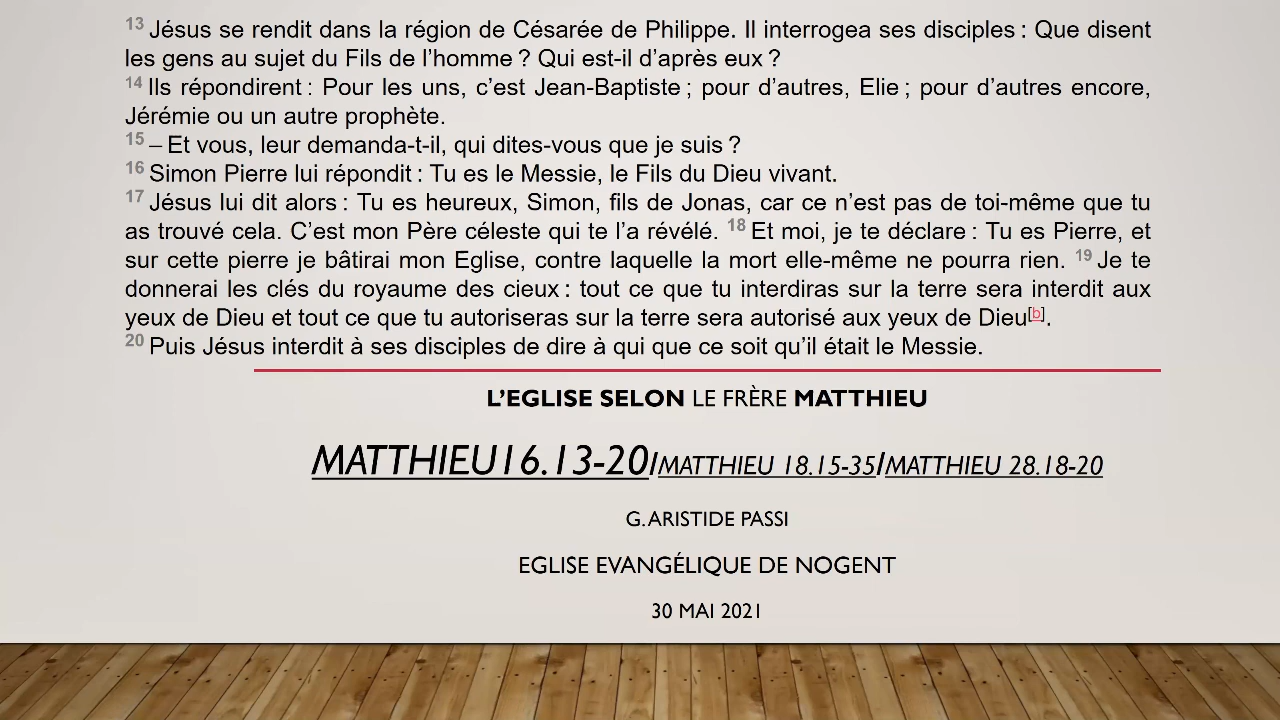 13 Jésus se rendit dans la région de Césarée de Philippe. Il interrogea ses disciples : Que disent
les gens au sujet du Fils de l’homme ? Qui est-il d’après eux ?
14 Ils répondirent : Pour les uns, c’est Jean-Baptiste ; pour d’autres, Elie ; pour d’autres encore,
Jérémie ou un autre prophète.
15 – Et vous, leur demanda-t-il, qui dites-vous que je suis ?
16 Simon Pierre lui répondit : Tu es le Messie, le Fils du Dieu vivant.
17 Jésus lui dit alors : Tu es heureux, Simon, fils de Jonas, car ce n’est pas de toi-même que tu
as trouvé cela. C’est mon Père céleste qui te l’a révélé. 18 Et moi, je te déclare : Tu es Pierre, et
sur cette pierre je bâtirai mon Eglise, contre laquelle la mort elle-même ne pourra rien. 19 Je te
donnerai les clés du royaume des cieux : tout ce que tu interdiras sur la terre sera interdit aux
yeux de Dieu et tout ce que tu autoriseras sur la terre sera autorisé aux yeux de Dieu[b].
20 Puis Jésus interdit à ses disciples de dire à qui que ce soit qu’il était le Messie.
L’EGLISE SELON LE FRÈRE MATTHIEU
MATTHIEU16.13-20/MATTHIEU 18.15-35/MATTHIEU 28.18-20
G. ARISTIDE PASSI
EGLISE EVANGÉLIQUE DE NOGENT
30 MAI 2021